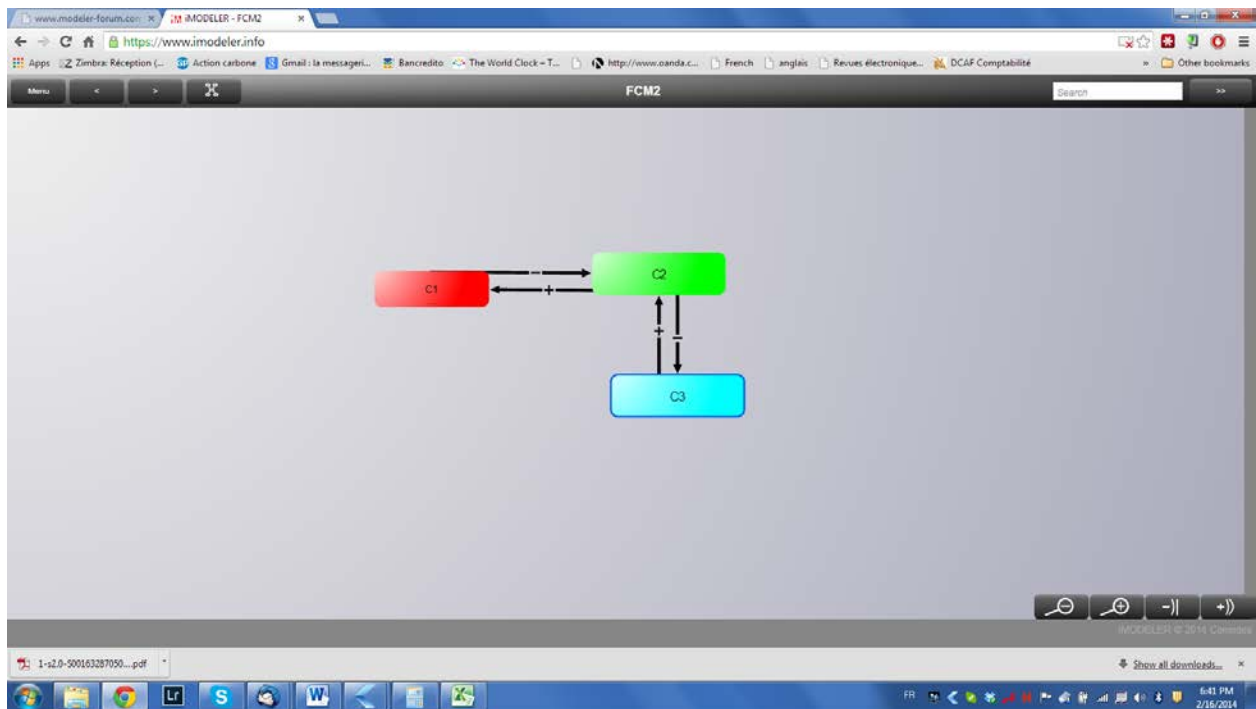 www.modeler-forum.com × iMODELER - FCM2 ×
https://www.imodeler.info
Apps Zimbra: Réception (... Action carbone Gmail : la messageri... Bancredito The World Clock – T... http://www.oanda.c... French anglais Revues électronique... DCAF Comptabilité » Other bookmarks
Menu < > FCM2 Search >>
C2
C1
− +
+ −
C3
-)| +))
iMODELER © 2014 Consideo
1-s2.0-S00163287050....pdf Show all downloads... ×
Lr S W FR 6:41 PM
2/16/2014